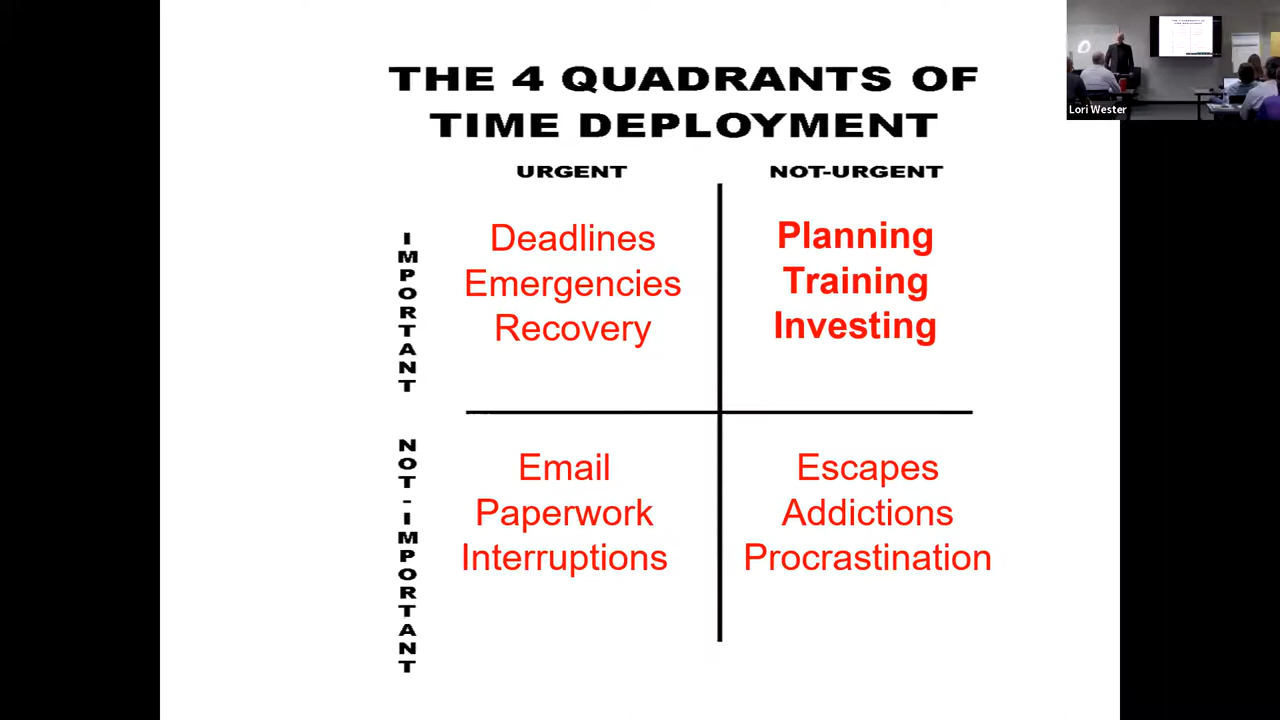 THE 4 QUADRANTS OF
TIME DEPLOYMENT
URGENT
NOT-URGENT
IMPORTANT
Deadlines
Emergencies
Recovery
Planning
Training
Investing
NOT-IMPORTANT
Email
Paperwork
Interruptions
Escapes
Addictions
Procrastination
Lori Wester